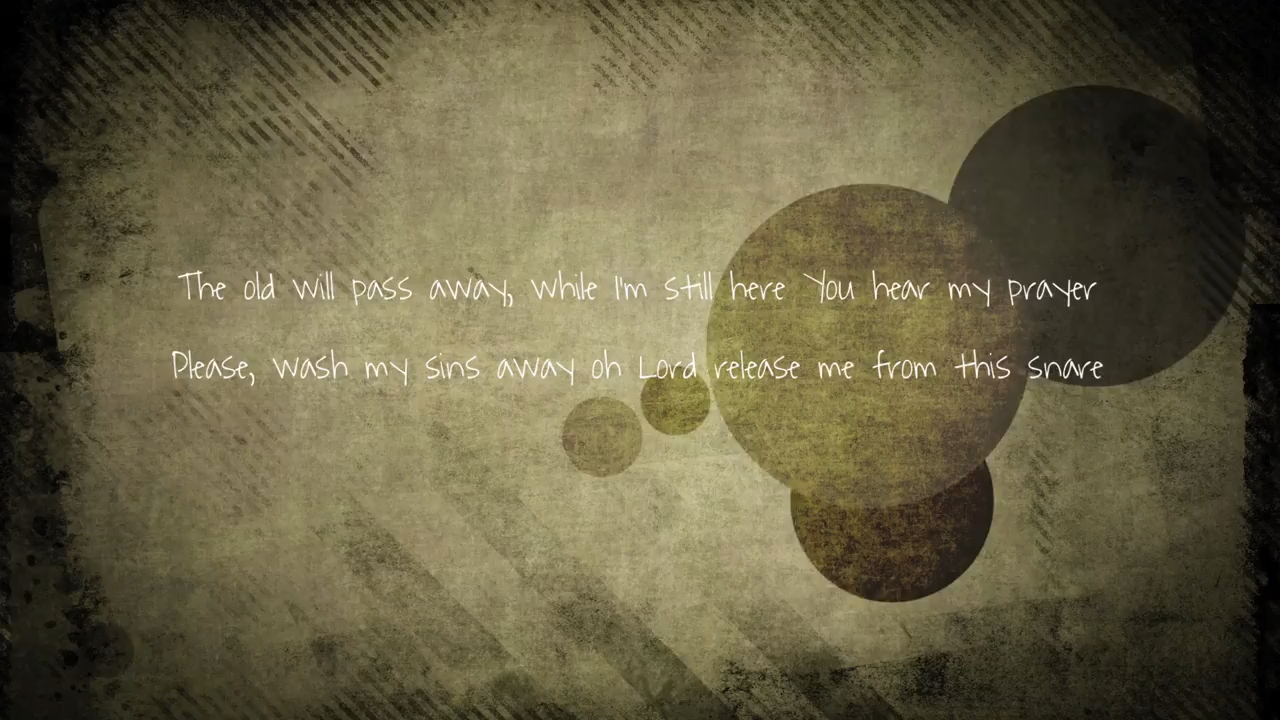 The old will pass away, while I'm still here You hear my prayer
Please, wash my sins away oh Lord release me from this snare